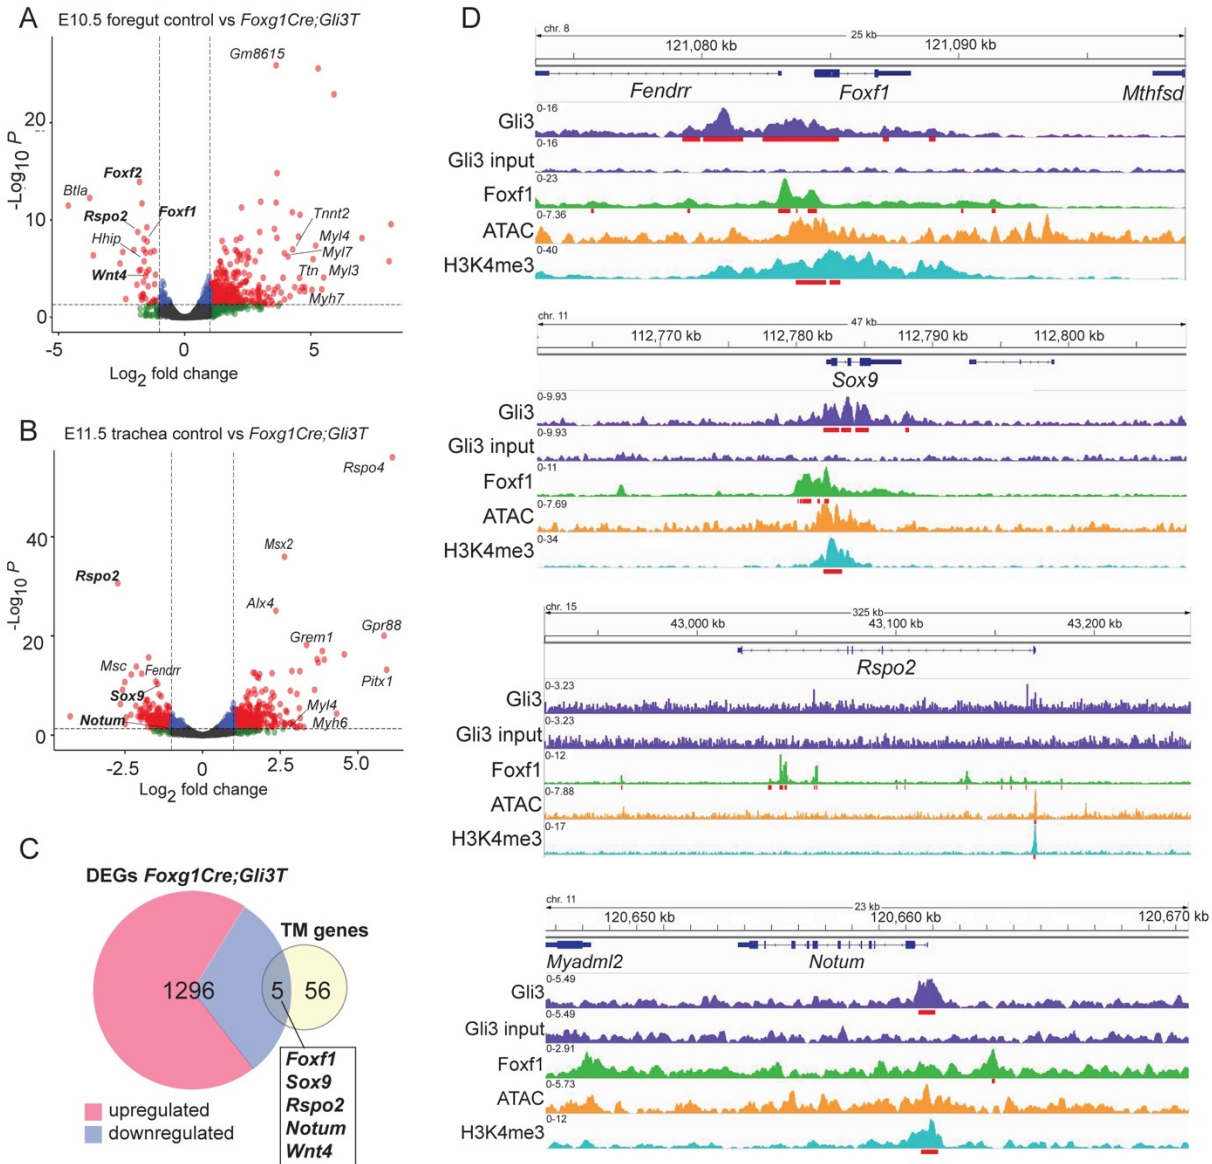 A
E10.5 foregut control vs Foxg1Cre;Gli3T
-Log10 P
20
10
0
-5
0
5
Log2 fold change
Gm8615
Foxf2
Btla
Rspo2
Foxf1
Hhip
Wnt4
Tnnt2
Myl4
Myl7
Ttn
Myl3
Myh7
B
E11.5 trachea control vs Foxg1Cre;Gli3T
-Log10 P
40
20
0
-2.5
0
2.5
5.0
Log2 fold change
Rspo4
Msx2
Rspo2
Alx4
Grem1
Gpr88
Msc
Fendrr
Pitx1
Sox9
Myl4
Notum
Myh6
C
DEGs Foxg1Cre;Gli3T
TM genes
1296
5
56
Foxf1
Sox9
Rspo2
Notum
Wnt4
upregulated
downregulated
D
chr. 8
25 kb
121,080 kb
121,090 kb
Fendrr
Foxf1
Mthfsd
Gli3
0-16
Gli3 input
0-16
Foxf1
0-23
ATAC
0-7.36
H3K4me3
0-40
chr. 11
47 kb
112,770 kb
112,780 kb
112,790 kb
112,800 kb
Sox9
Gli3
0-9.93
Gli3 input
0-9.93
Foxf1
0-11
ATAC
0-7.69
H3K4me3
0-34
chr. 15
325 kb
43,000 kb
43,100 kb
43,200 kb
Rspo2
Gli3
0-3.23
Gli3 input
0-3.23
Foxf1
0-12
ATAC
0-7.88
H3K4me3
0-17
chr. 11
23 kb
120,650 kb
120,660 kb
120,670 kb
Myadml2
Notum
Gli3
0-5.49
Gli3 input
0-5.49
Foxf1
0-2.91
ATAC
0-5.73
H3K4me3
0-12